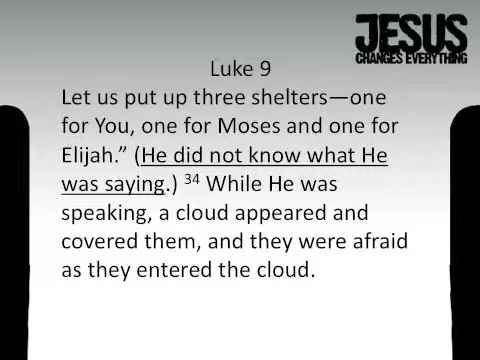 JESUS
CHANGES EVERYTHING
Luke 9
Let us put up three shelters—one
for You, one for Moses and one for
Elijah.” (He did not know what He
was saying.) 34 While He was
speaking, a cloud appeared and
covered them, and they were afraid
as they entered the cloud.